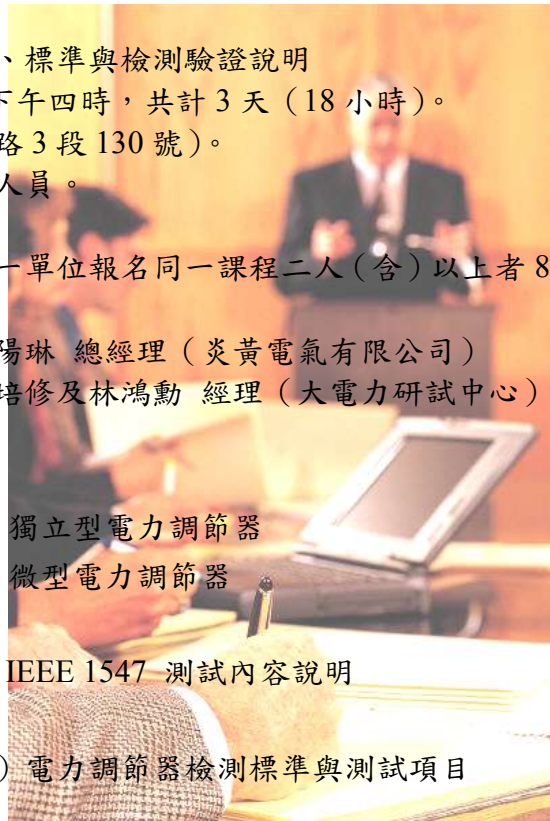 、標準與檢測驗證說明
下午四時，共計 3 天（18 小時）。
路 3 段 130 號）。
人員。
一單位報名同一課程二人（含）以上者 8
陽琳 總經理（炎黃電氣有限公司）
培修及林鴻勳 經理（大電力研試中心）
獨立型電力調節器
微型電力調節器
IEEE 1547 測試內容說明
）電力調節器檢測標準與測試項目